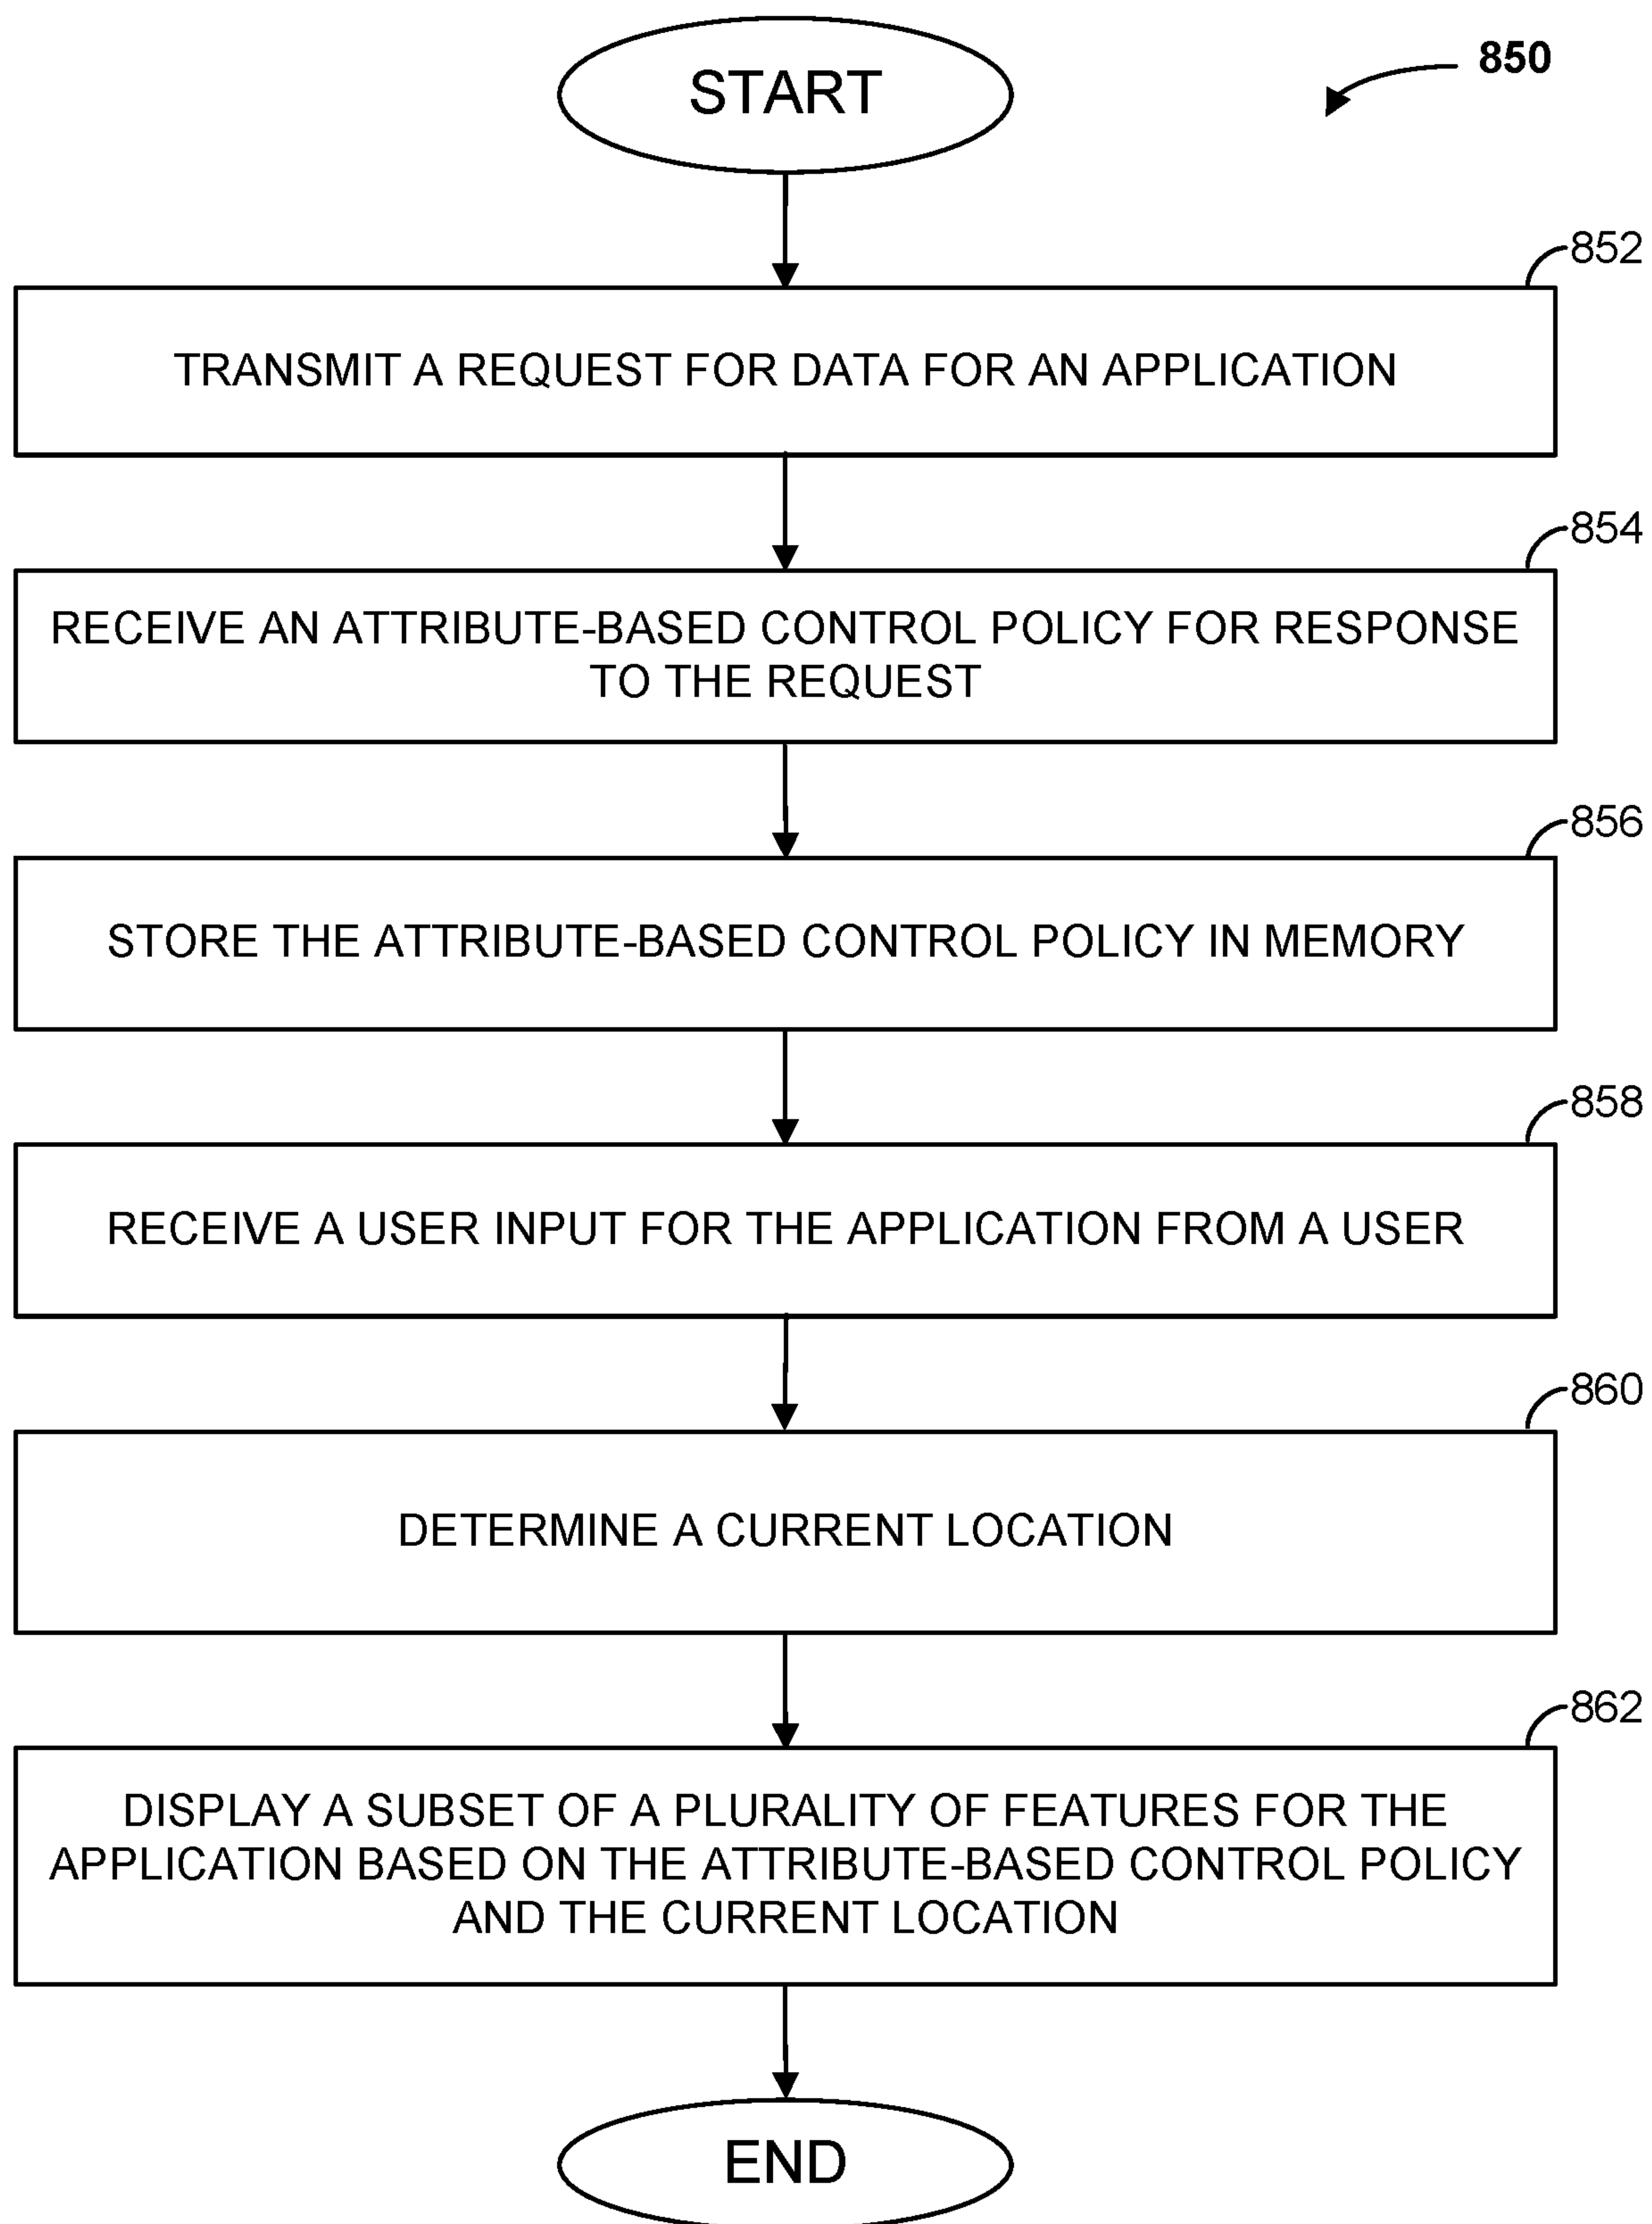 START
850
852
TRANSMIT A REQUEST FOR DATA FOR AN APPLICATION
854
RECEIVE AN ATTRIBUTE-BASED CONTROL POLICY FOR RESPONSE
TO THE REQUEST
856
STORE THE ATTRIBUTE-BASED CONTROL POLICY IN MEMORY
858
RECEIVE A USER INPUT FOR THE APPLICATION FROM A USER
860
DETERMINE A CURRENT LOCATION
862
DISPLAY A SUBSET OF A PLURALITY OF FEATURES FOR THE
APPLICATION BASED ON THE ATTRIBUTE-BASED CONTROL POLICY
AND THE CURRENT LOCATION
END